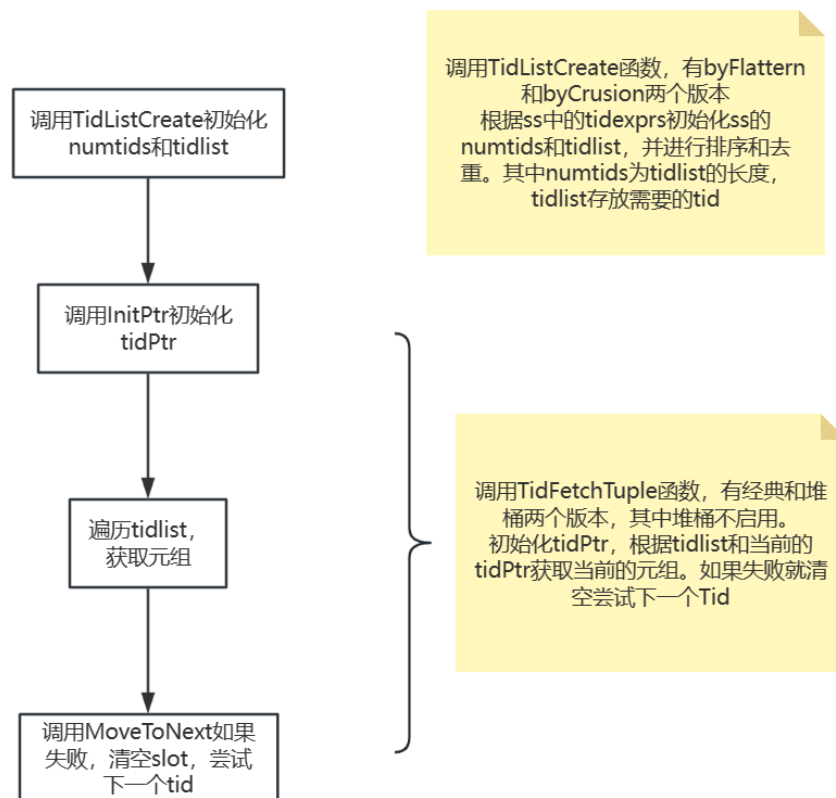 调用TidListCreate函数，有byFlattern
和byCrusion两个版本
根据ss中的tidexprs初始化ss的
numtids和tidlist，并进行排序和去
重。其中numtids为tidlist的长度，
tidlist存放需要的tid
调用TidListCreate初始化
numtids和tidlist
调用InitPtr初始化
tidPtr
遍历tidlist，
获取元组
调用TidFetchTuple函数，有经典和堆
桶两个版本，其中堆桶不启用。
初始化tidPtr，根据tidlist和当前的
tidPtr获取当前的元组。如果失败就清
空尝试下一个Tid
调用MoveToNext如果
失败，清空slot，尝试
下一个tid